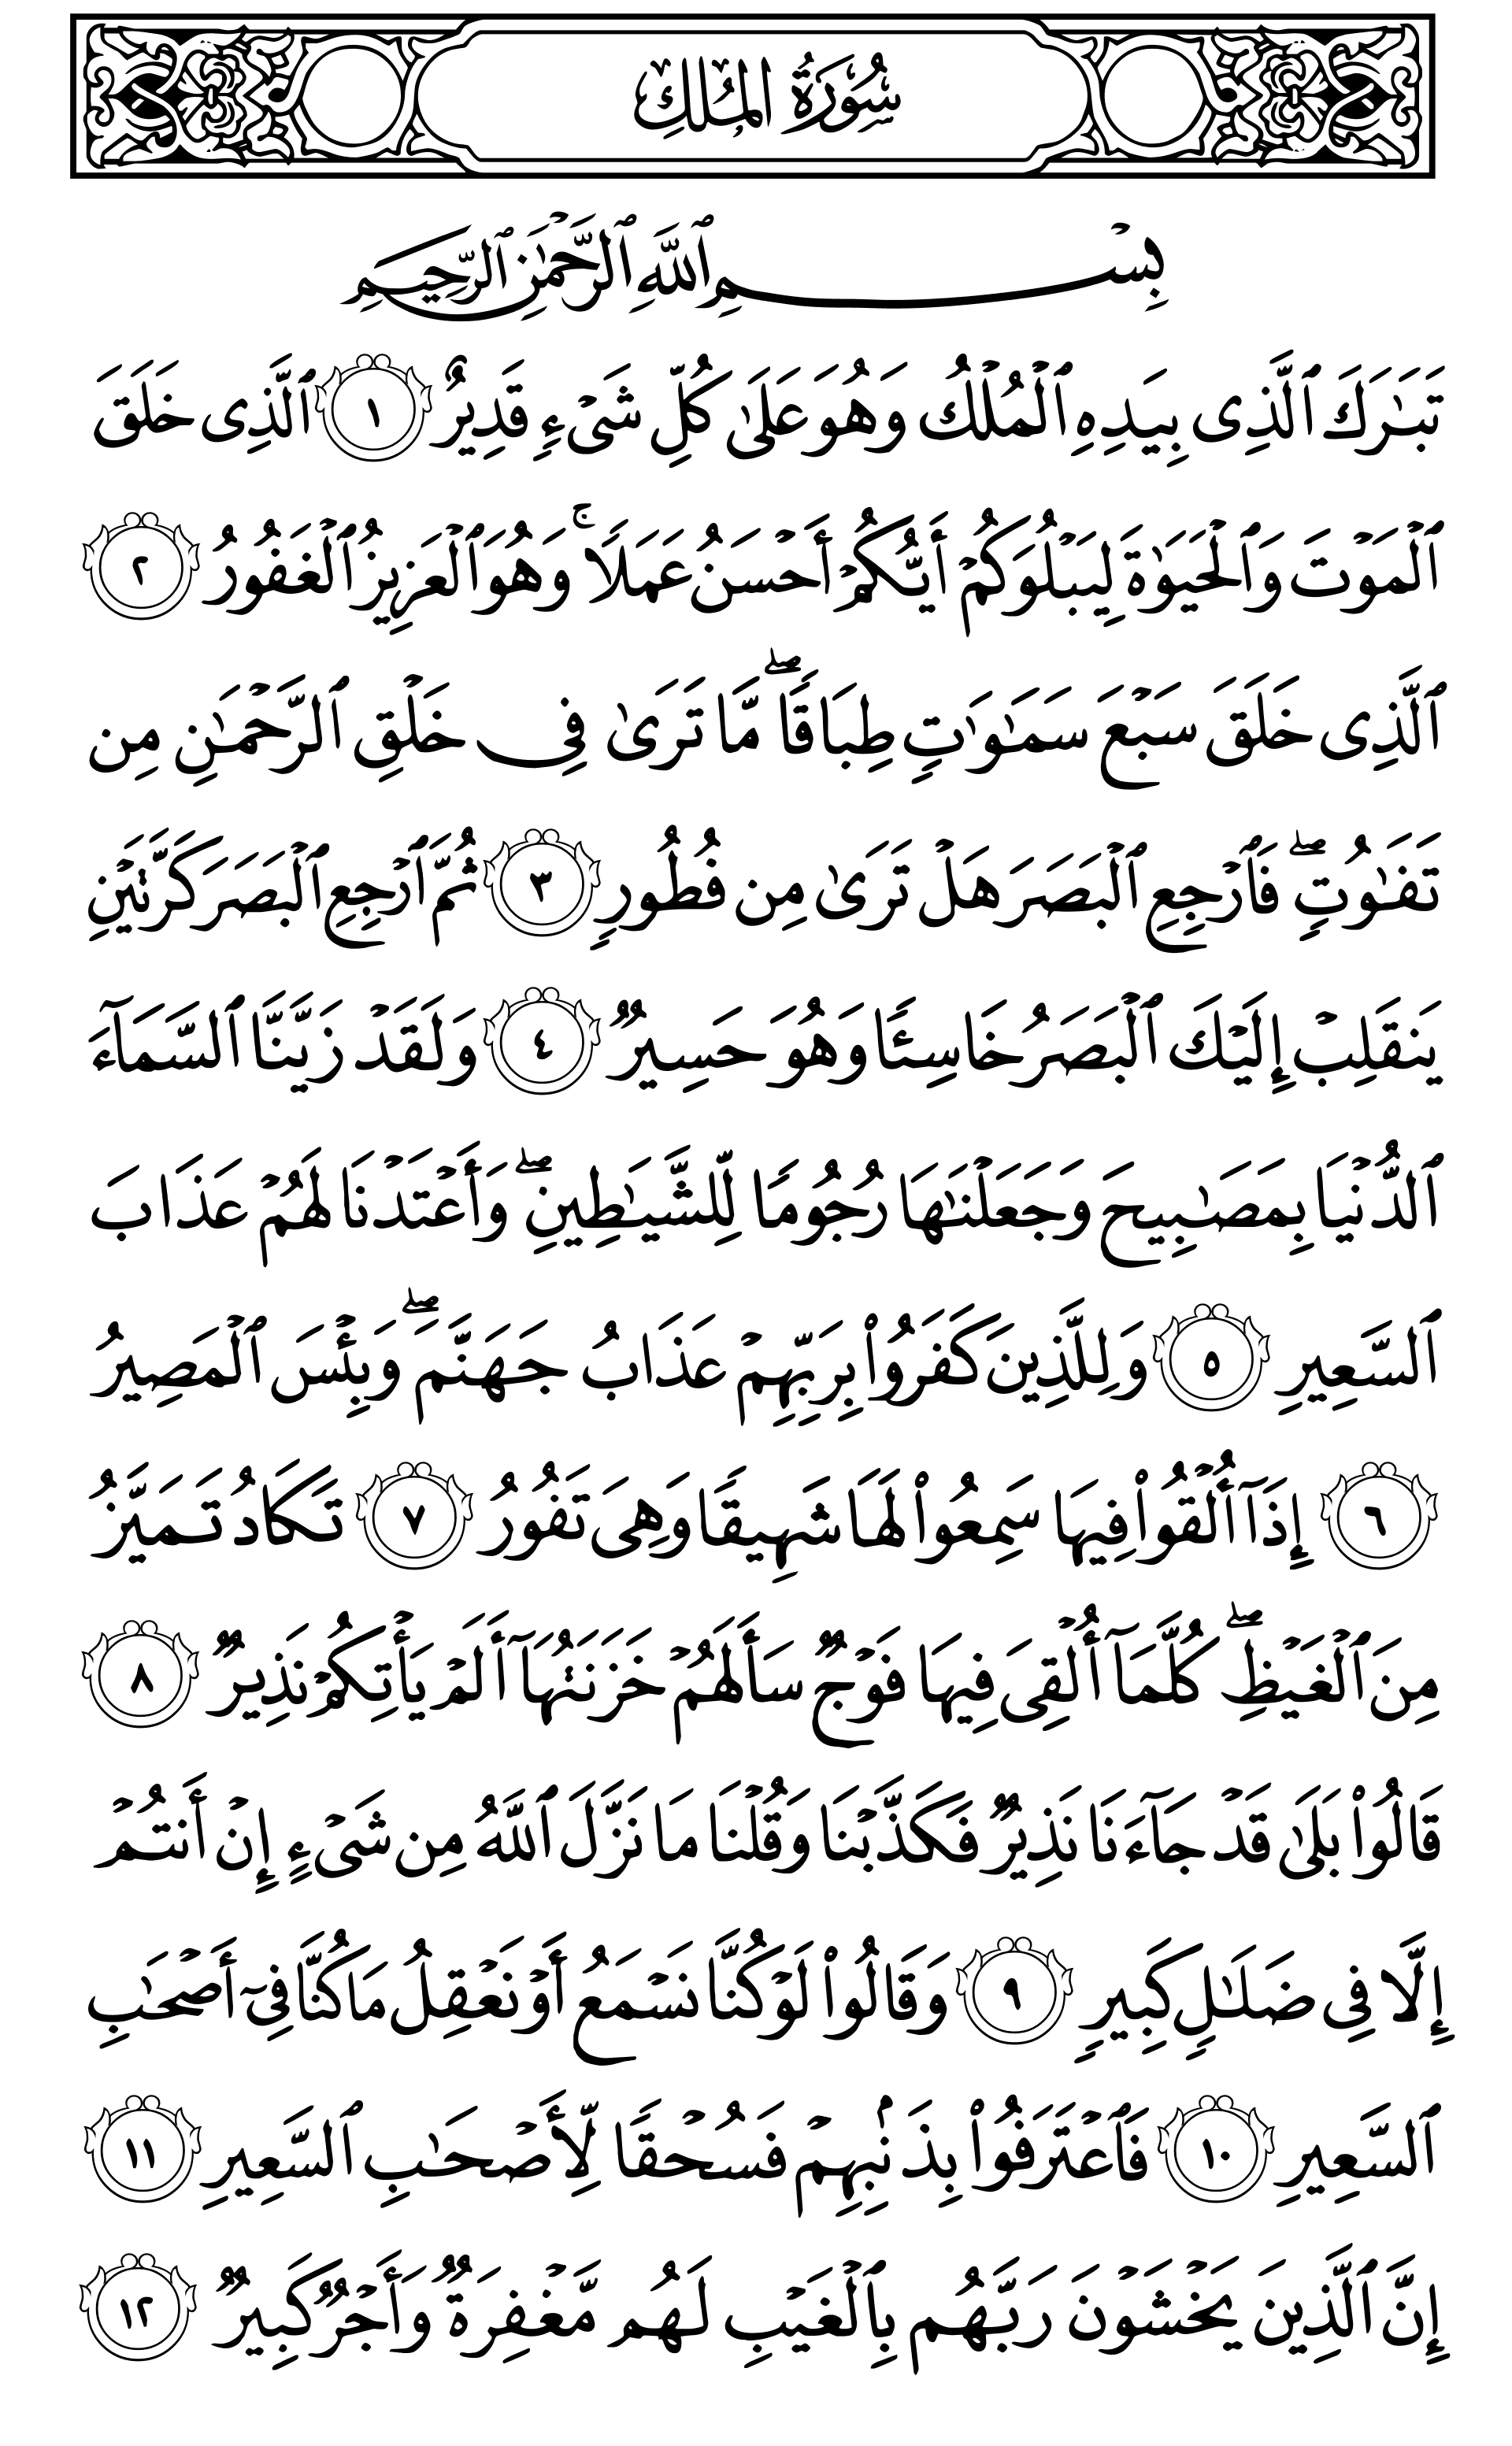 سُورَةُ المُلْكِ
بِسْمِ ٱللَّهِ ٱلرَّحْمَٰنِ ٱلرَّحِيمِ
تَبَٰرَكَ ٱلَّذِى بِيَدِهِ ٱلْمُلْكُ وَهُوَ عَلَىٰ كُلِّ شَىْءٍ قَدِيرٌ ١ ٱلَّذِى خَلَقَ
ٱلْمَوْتَ وَٱلْحَيَوٰةَ لِيَبْلُوَكُمْ أَيُّكُمْ أَحْسَنُ عَمَلًا ۚ وَهُوَ ٱلْعَزِيزُ ٱلْغَفُورُ ٢
ٱلَّذِى خَلَقَ سَبْعَ سَمَٰوَٰتٍ طِبَاقًا ۖ مَّا تَرَىٰ فِى خَلْقِ ٱلرَّحْمَٰنِ مِن
تَفَٰوُتٍ ۖ فَٱرْجِعِ ٱلْبَصَرَ هَلْ تَرَىٰ مِن فُطُورٍ ٣ ثُمَّ ٱرْجِعِ ٱلْبَصَرَ كَرَّتَيْنِ
يَنقَلِبْ إِلَيْكَ ٱلْبَصَرُ خَاسِئًا وَهُوَ حَسِيرٌ ٤ وَلَقَدْ زَيَّنَّا ٱلسَّمَآءَ
ٱلدُّنْيَا بِمَصَٰبِيحَ وَجَعَلْنَٰهَا رُجُومًا لِّلشَّيَٰطِينِ ۖ وَأَعْتَدْنَا لَهُمْ عَذَابَ
ٱلسَّعِيرِ ٥ وَلِلَّذِينَ كَفَرُوا۟ بِرَبِّهِمْ عَذَابُ جَهَنَّمَ ۖ وَبِئْسَ ٱلْمَصِيرُ
٦ إِذَآ أُلْقُوا۟ فِيهَا سَمِعُوا۟ لَهَا شَهِيقًا وَهِىَ تَفُورُ ٧ تَكَادُ تَمَيَّزُ
مِنَ ٱلْغَيْظِ ۖ كُلَّمَآ أُلْقِىَ فِيهَا فَوْجٌ سَأَلَهُمْ خَزَنَتُهَآ أَلَمْ يَأْتِكُمْ نَذِيرٌ ٨
قَالُوا۟ بَلَىٰ قَدْ جَآءَنَا نَذِيرٌ فَكَذَّبْنَا وَقُلْنَا مَا نَزَّلَ ٱللَّهُ مِن شَىْءٍ إِنْ أَنتُمْ
إِلَّا فِى ضَلَٰلٍ كَبِيرٍ ٩ وَقَالُوا۟ لَوْ كُنَّا نَسْمَعُ أَوْ نَعْقِلُ مَا كُنَّا فِىٓ أَصْحَٰبِ
ٱلسَّعِيرِ ١٠ فَٱعْتَرَفُوا۟ بِذَنۢبِهِمْ فَسُحْقًا لِّأَصْحَٰبِ ٱلسَّعِيرِ ١١
إِنَّ ٱلَّذِينَ يَخْشَوْنَ رَبَّهُم بِٱلْغَيْبِ لَهُم مَّغْفِرَةٌ وَأَجْرٌ كَبِيرٌ ١٢